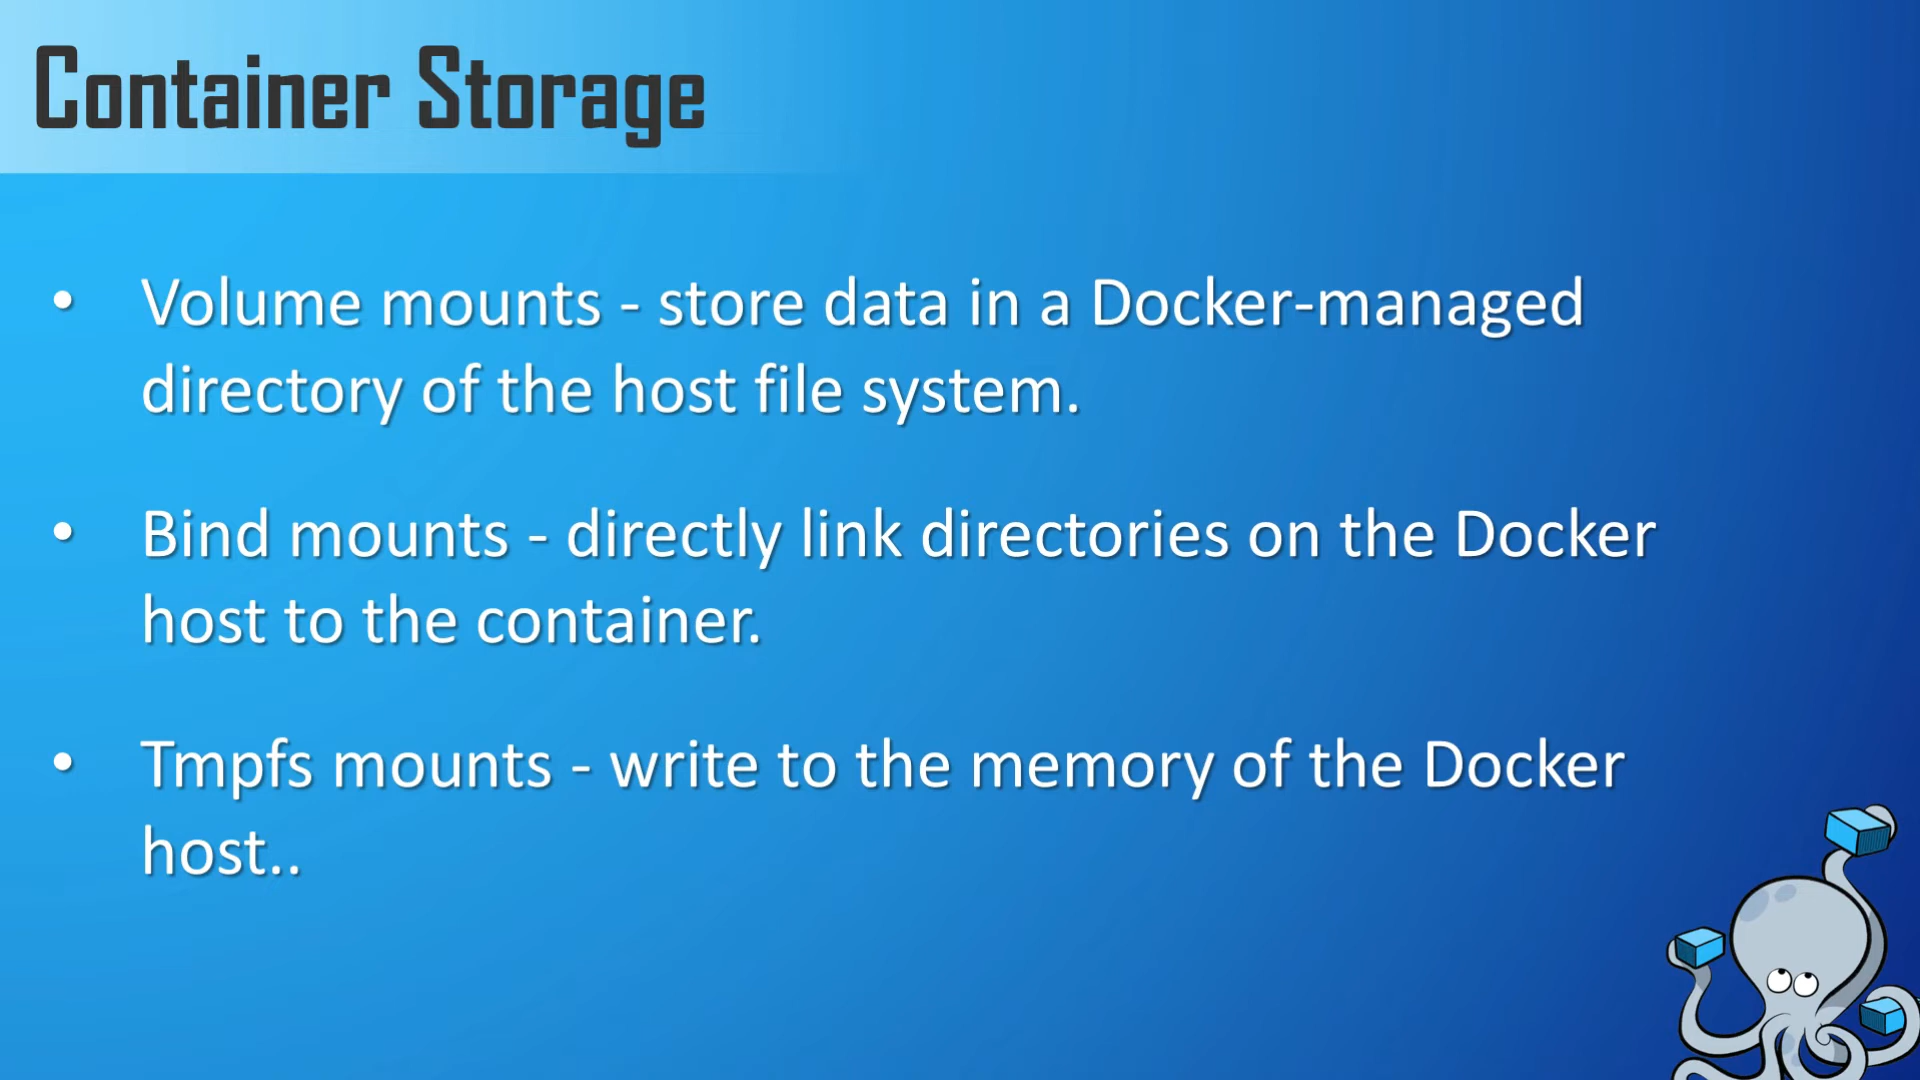 Container Storage
• Volume mounts - store data in a Docker-managed
directory of the host file system.
• Bind mounts - directly link directories on the Docker
host to the container.
• Tmpfs mounts - write to the memory of the Docker
host..